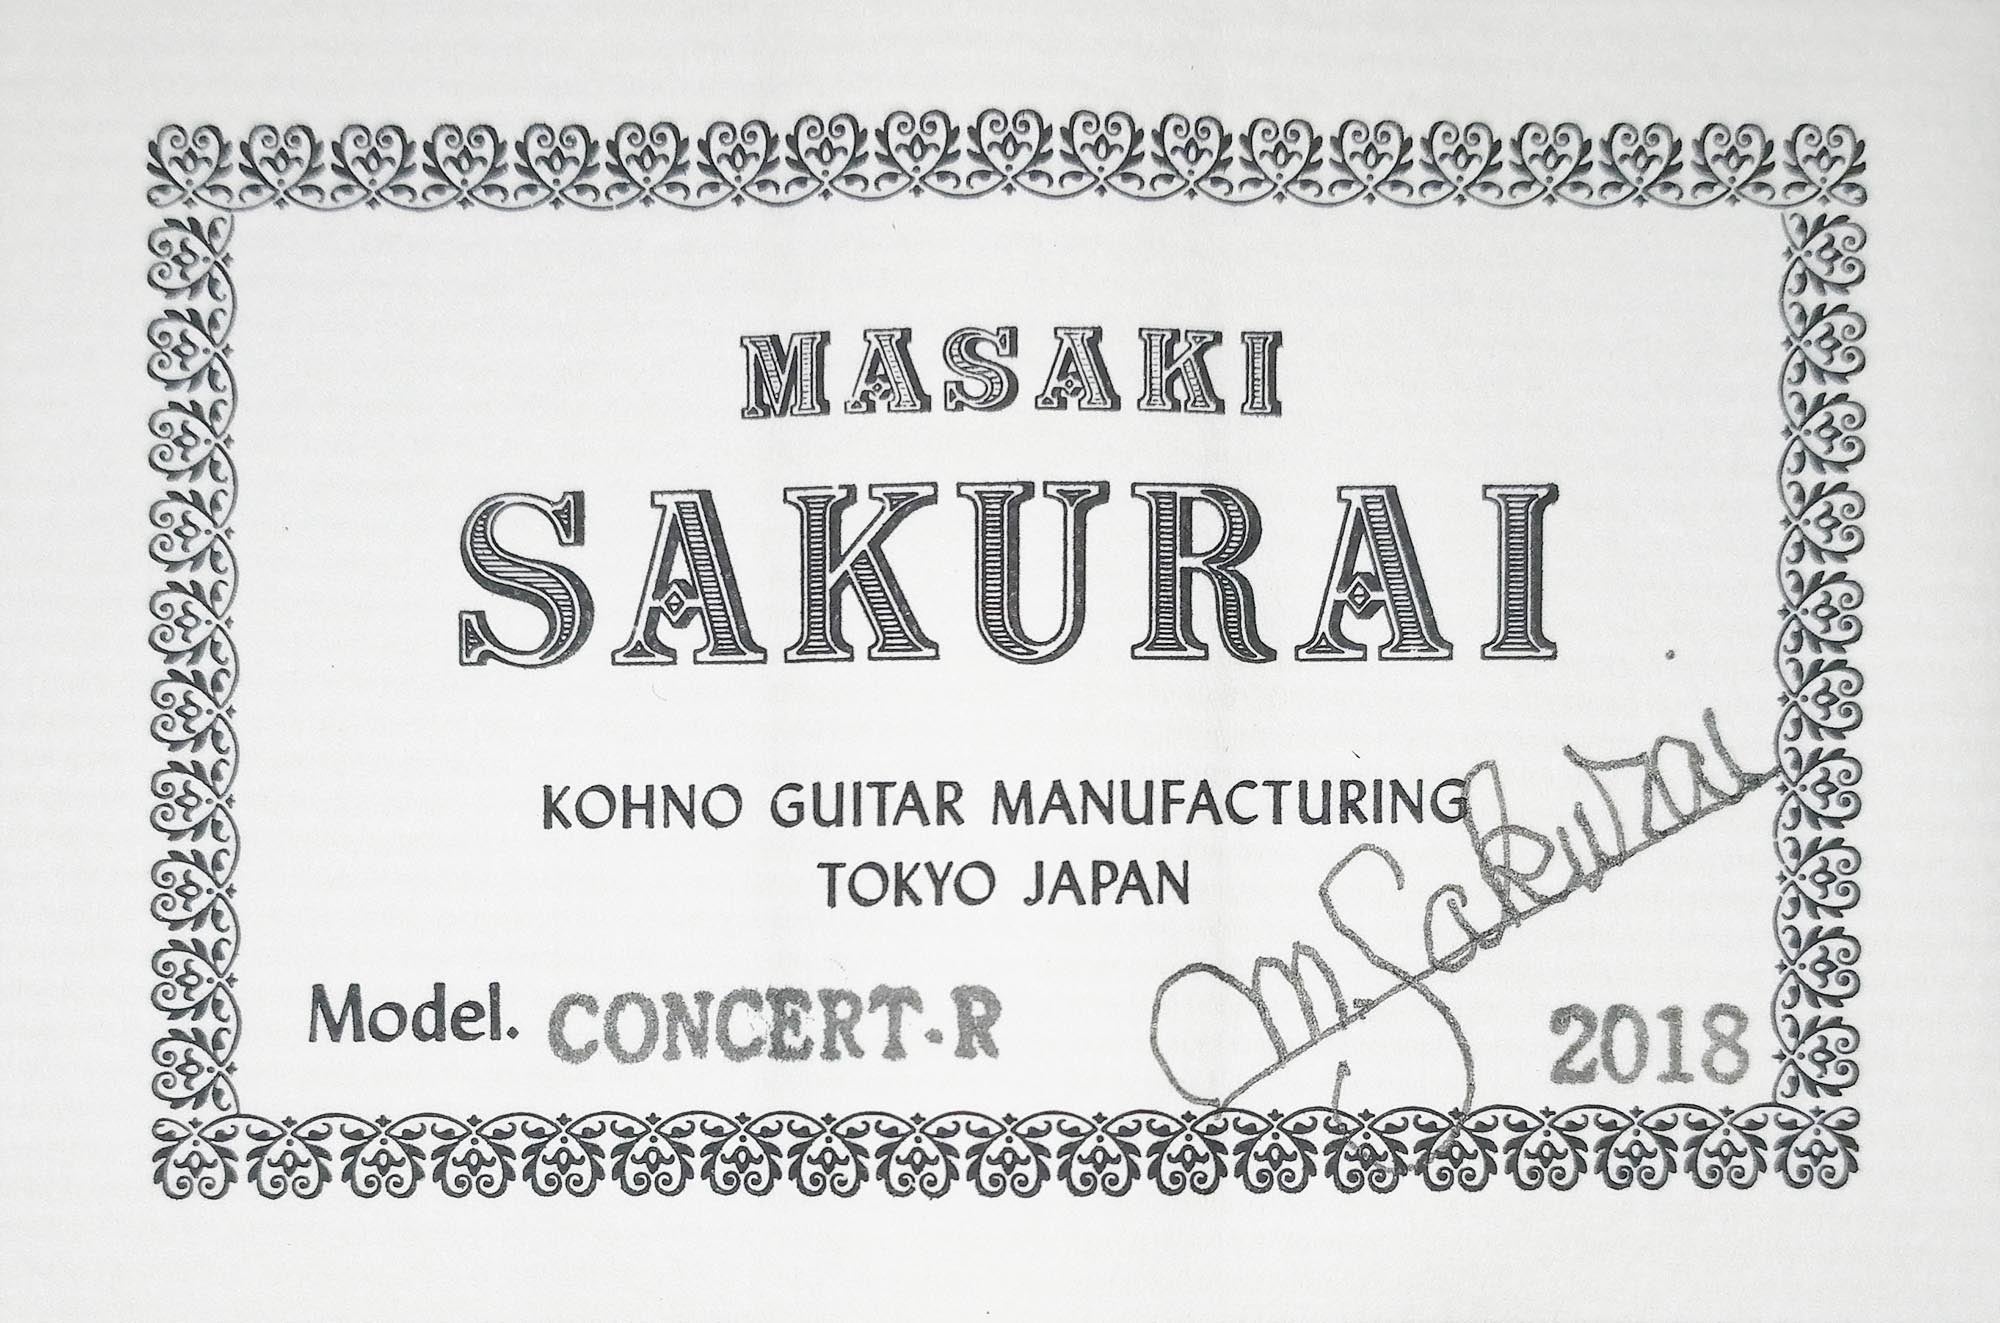 MASAKI
SAKURAI
KOHNO GUITAR MANUFACTURING
TOKYO JAPAN
M. Sakurai
Model. CONCERT-R 2018